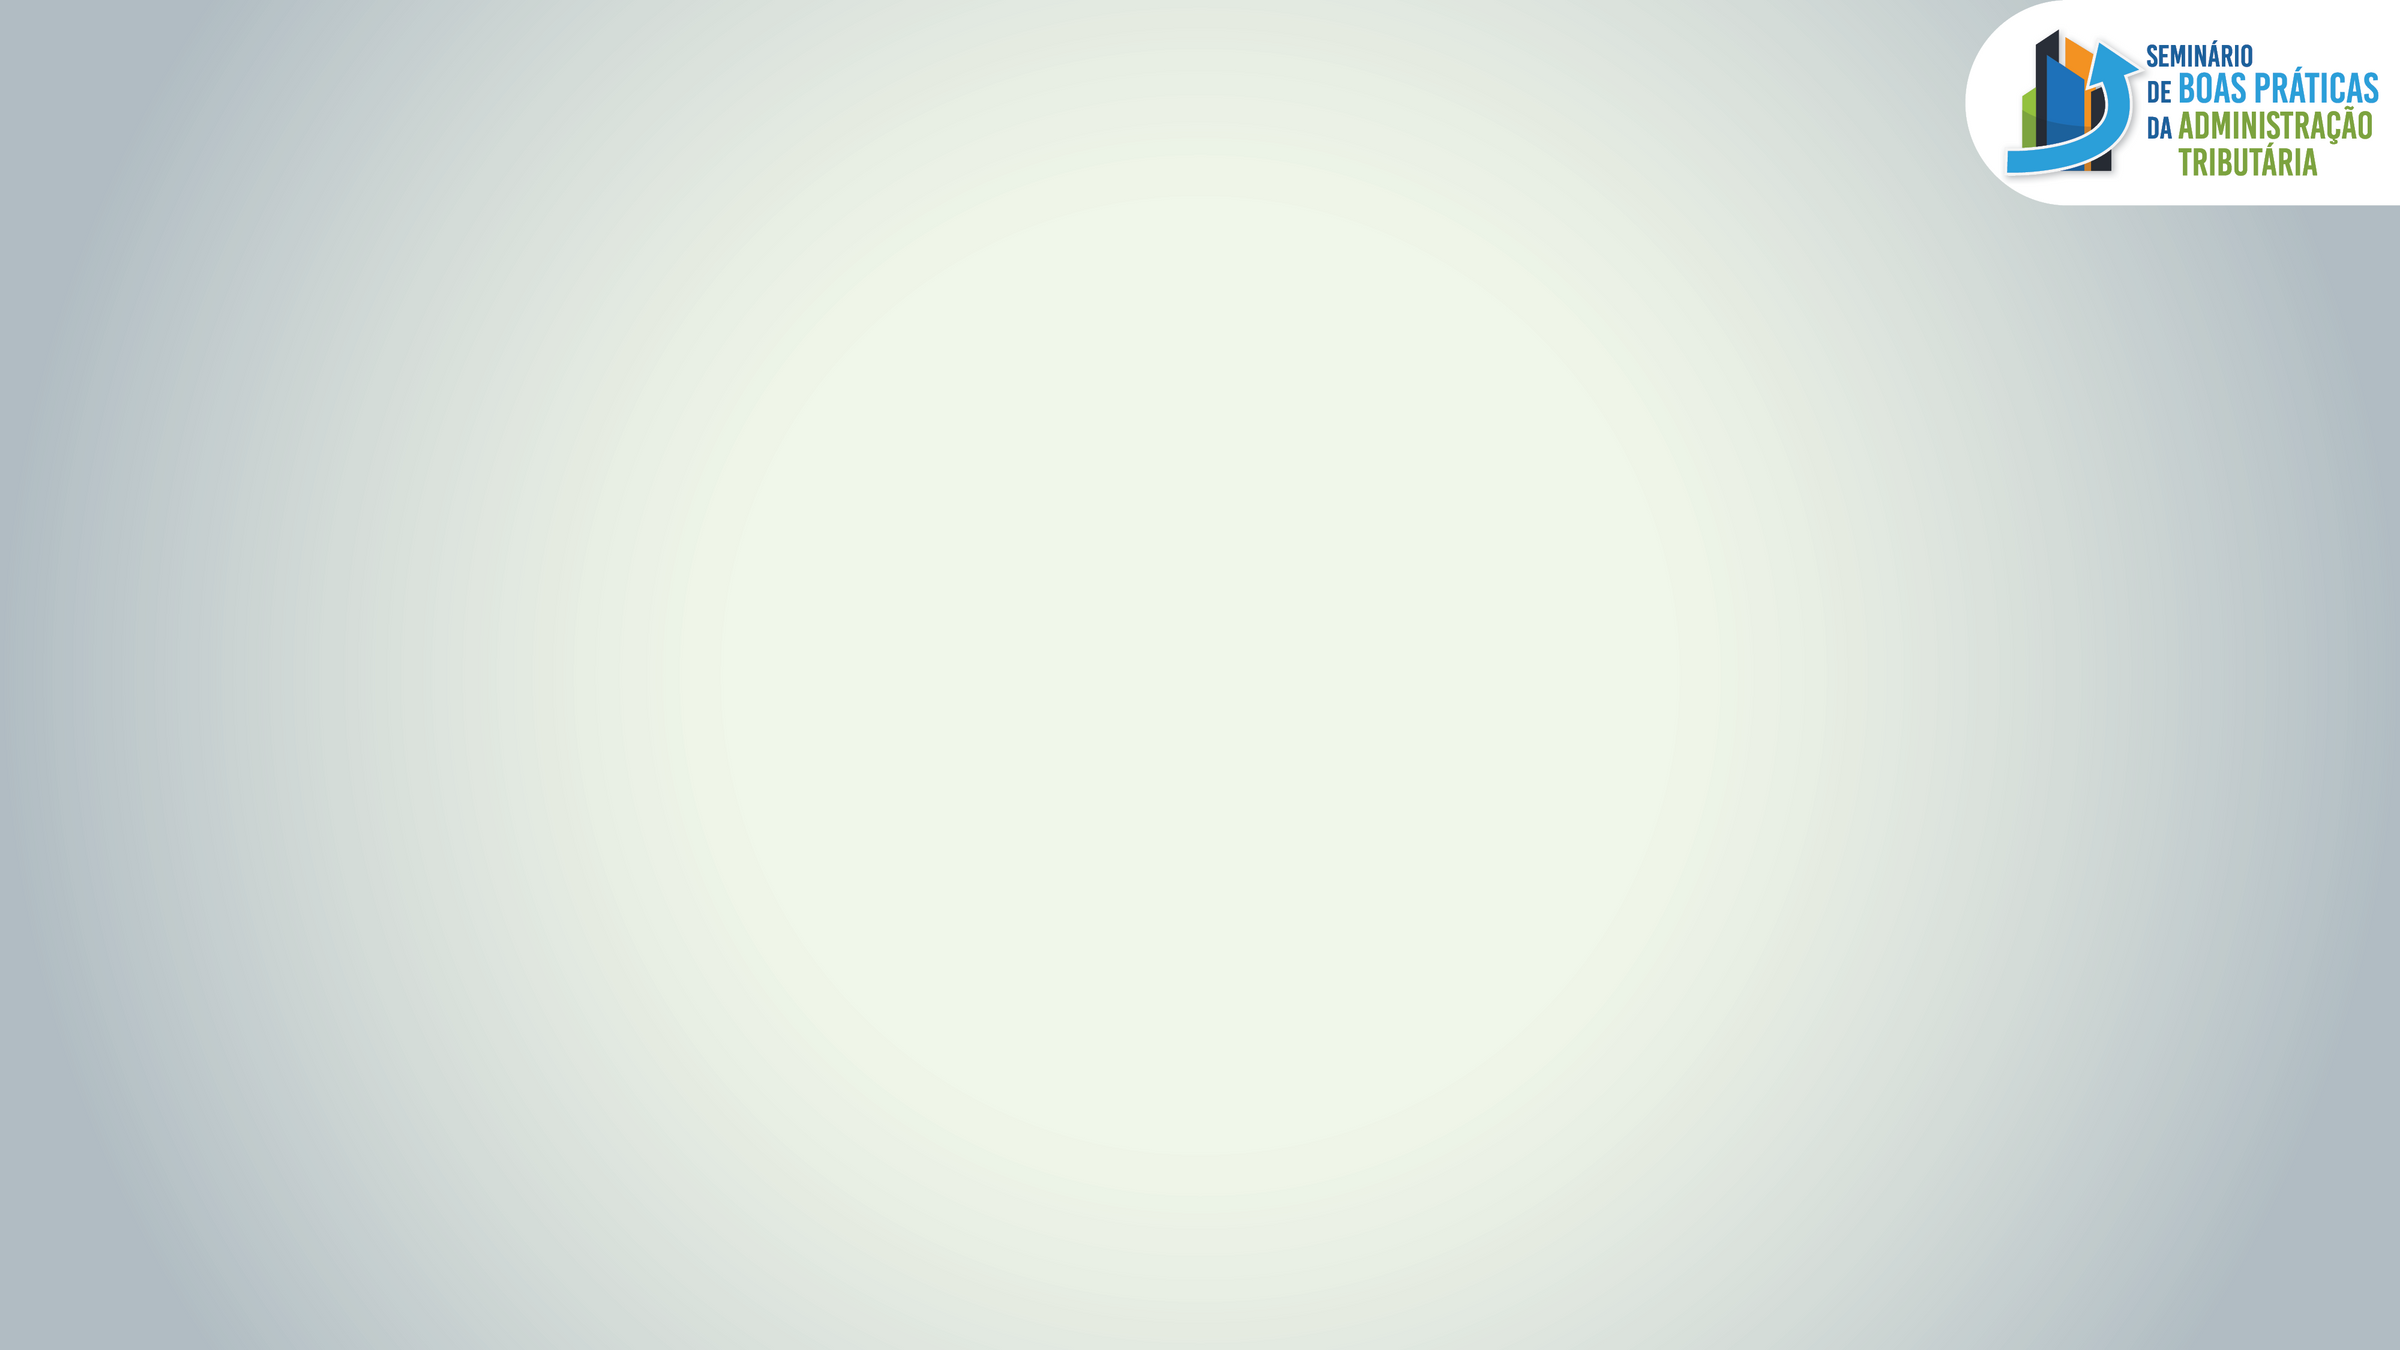 SEMINÁRIO
DE BOAS PRÁTICAS
DA ADMINISTRAÇÃO
TRIBUTÁRIA